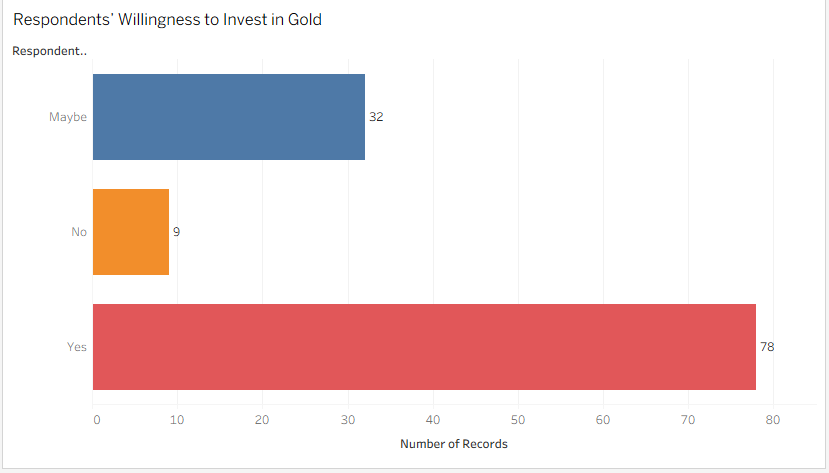 Respondents' Willingness to Invest in Gold
Respondent..
Maybe 32
No 9
Yes 78
0 10 20 30 40 50 60 70 80
Number of Records